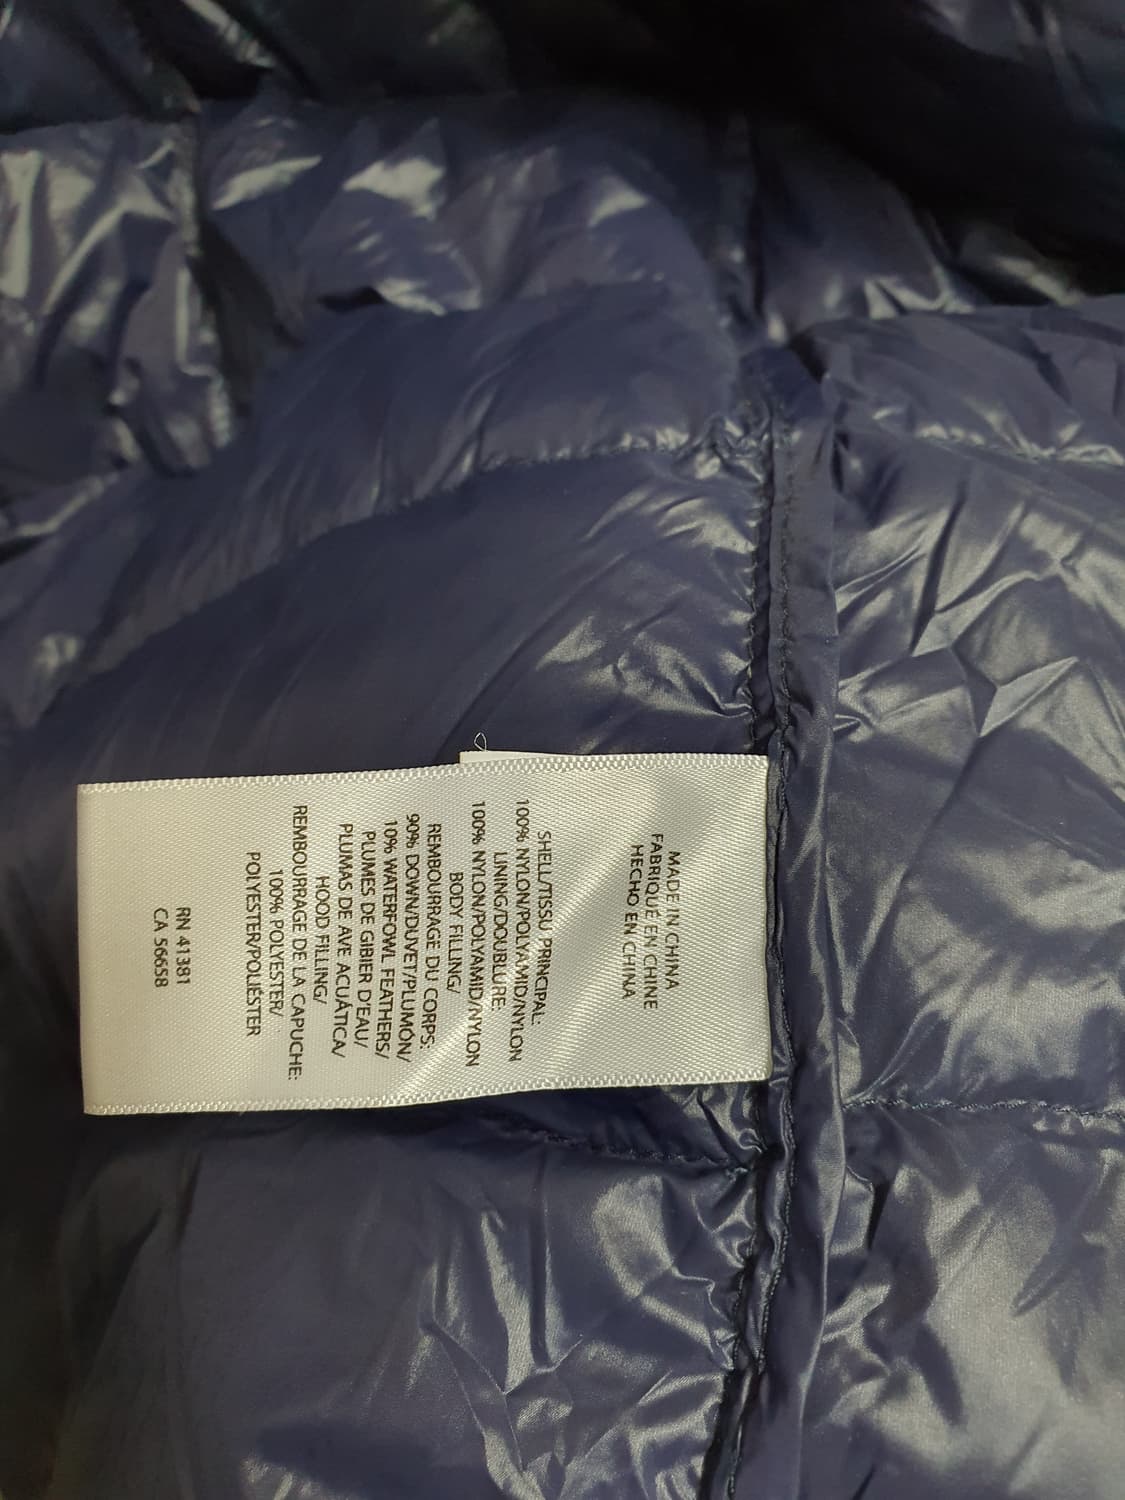 MADE IN CHINA
FABRIQUÉ EN CHINE
HECHO EN CHINA
SHELL/TISSU PRINCIPAL:
100% NYLON/POLYAMID/NYLON
LINING/DOUBLURE:
100% NYLON/POLYAMID/NYLON
BODY FILLING/
REMBOURRAGE DU CORPS:
90% DOWN/DUVET/PLUMÓN/
10% WATERFOWL FEATHERS/
PLUMES DE GIBIER D'EAU/
PLUMAS DE AVE ACUÁTICA/
HOOD FILLING/
REMBOURRAGE DE LA CAPUCHE:
100% POLYESTER/
POLYESTER/POLIÉSTER
RN 41381
CA 56658